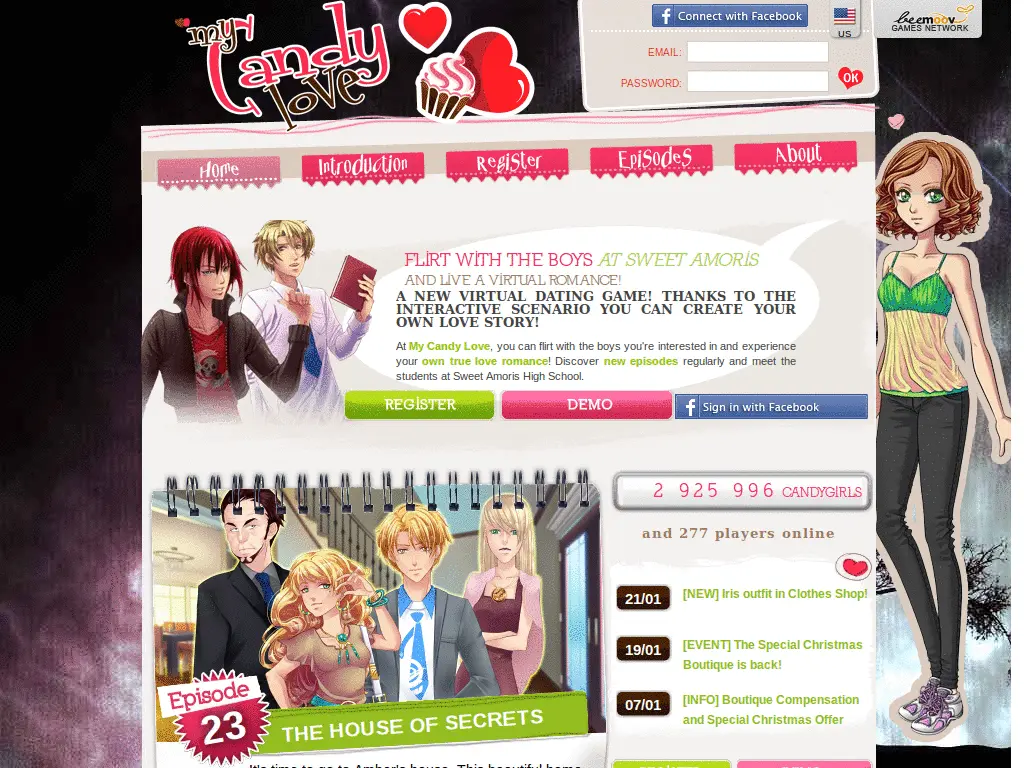 my
Candy
love
Connect with Facebook
US
beemoov
GAMES NETWORK
EMAIL:
PASSWORD:
OK
Home
Introduction
Register
Episodes
About
FLIRT WITH THE BOYS AT SWEET AMORIS
AND LIVE A VIRTUAL ROMANCE!
A NEW VIRTUAL DATING GAME! THANKS TO THE
INTERACTIVE SCENARIO YOU CAN CREATE YOUR
OWN LOVE STORY!
At My Candy Love, you can flirt with the boys you're interested in and experience
your own true love romance! Discover new episodes regularly and meet the
students at Sweet Amoris High School.
REGISTER
DEMO
Sign in with Facebook
2 925 996 CANDYGIRLS
and 277 players online
21/01
[NEW] Iris outfit in Clothes Shop!
19/01
[EVENT] The Special Christmas
Boutique is back!
07/01
[INFO] Boutique Compensation
and Special Christmas Offer
Episode
23
THE HOUSE OF SECRETS
It's time to go to Amber's house. This beautiful home
REGISTER
DEMO